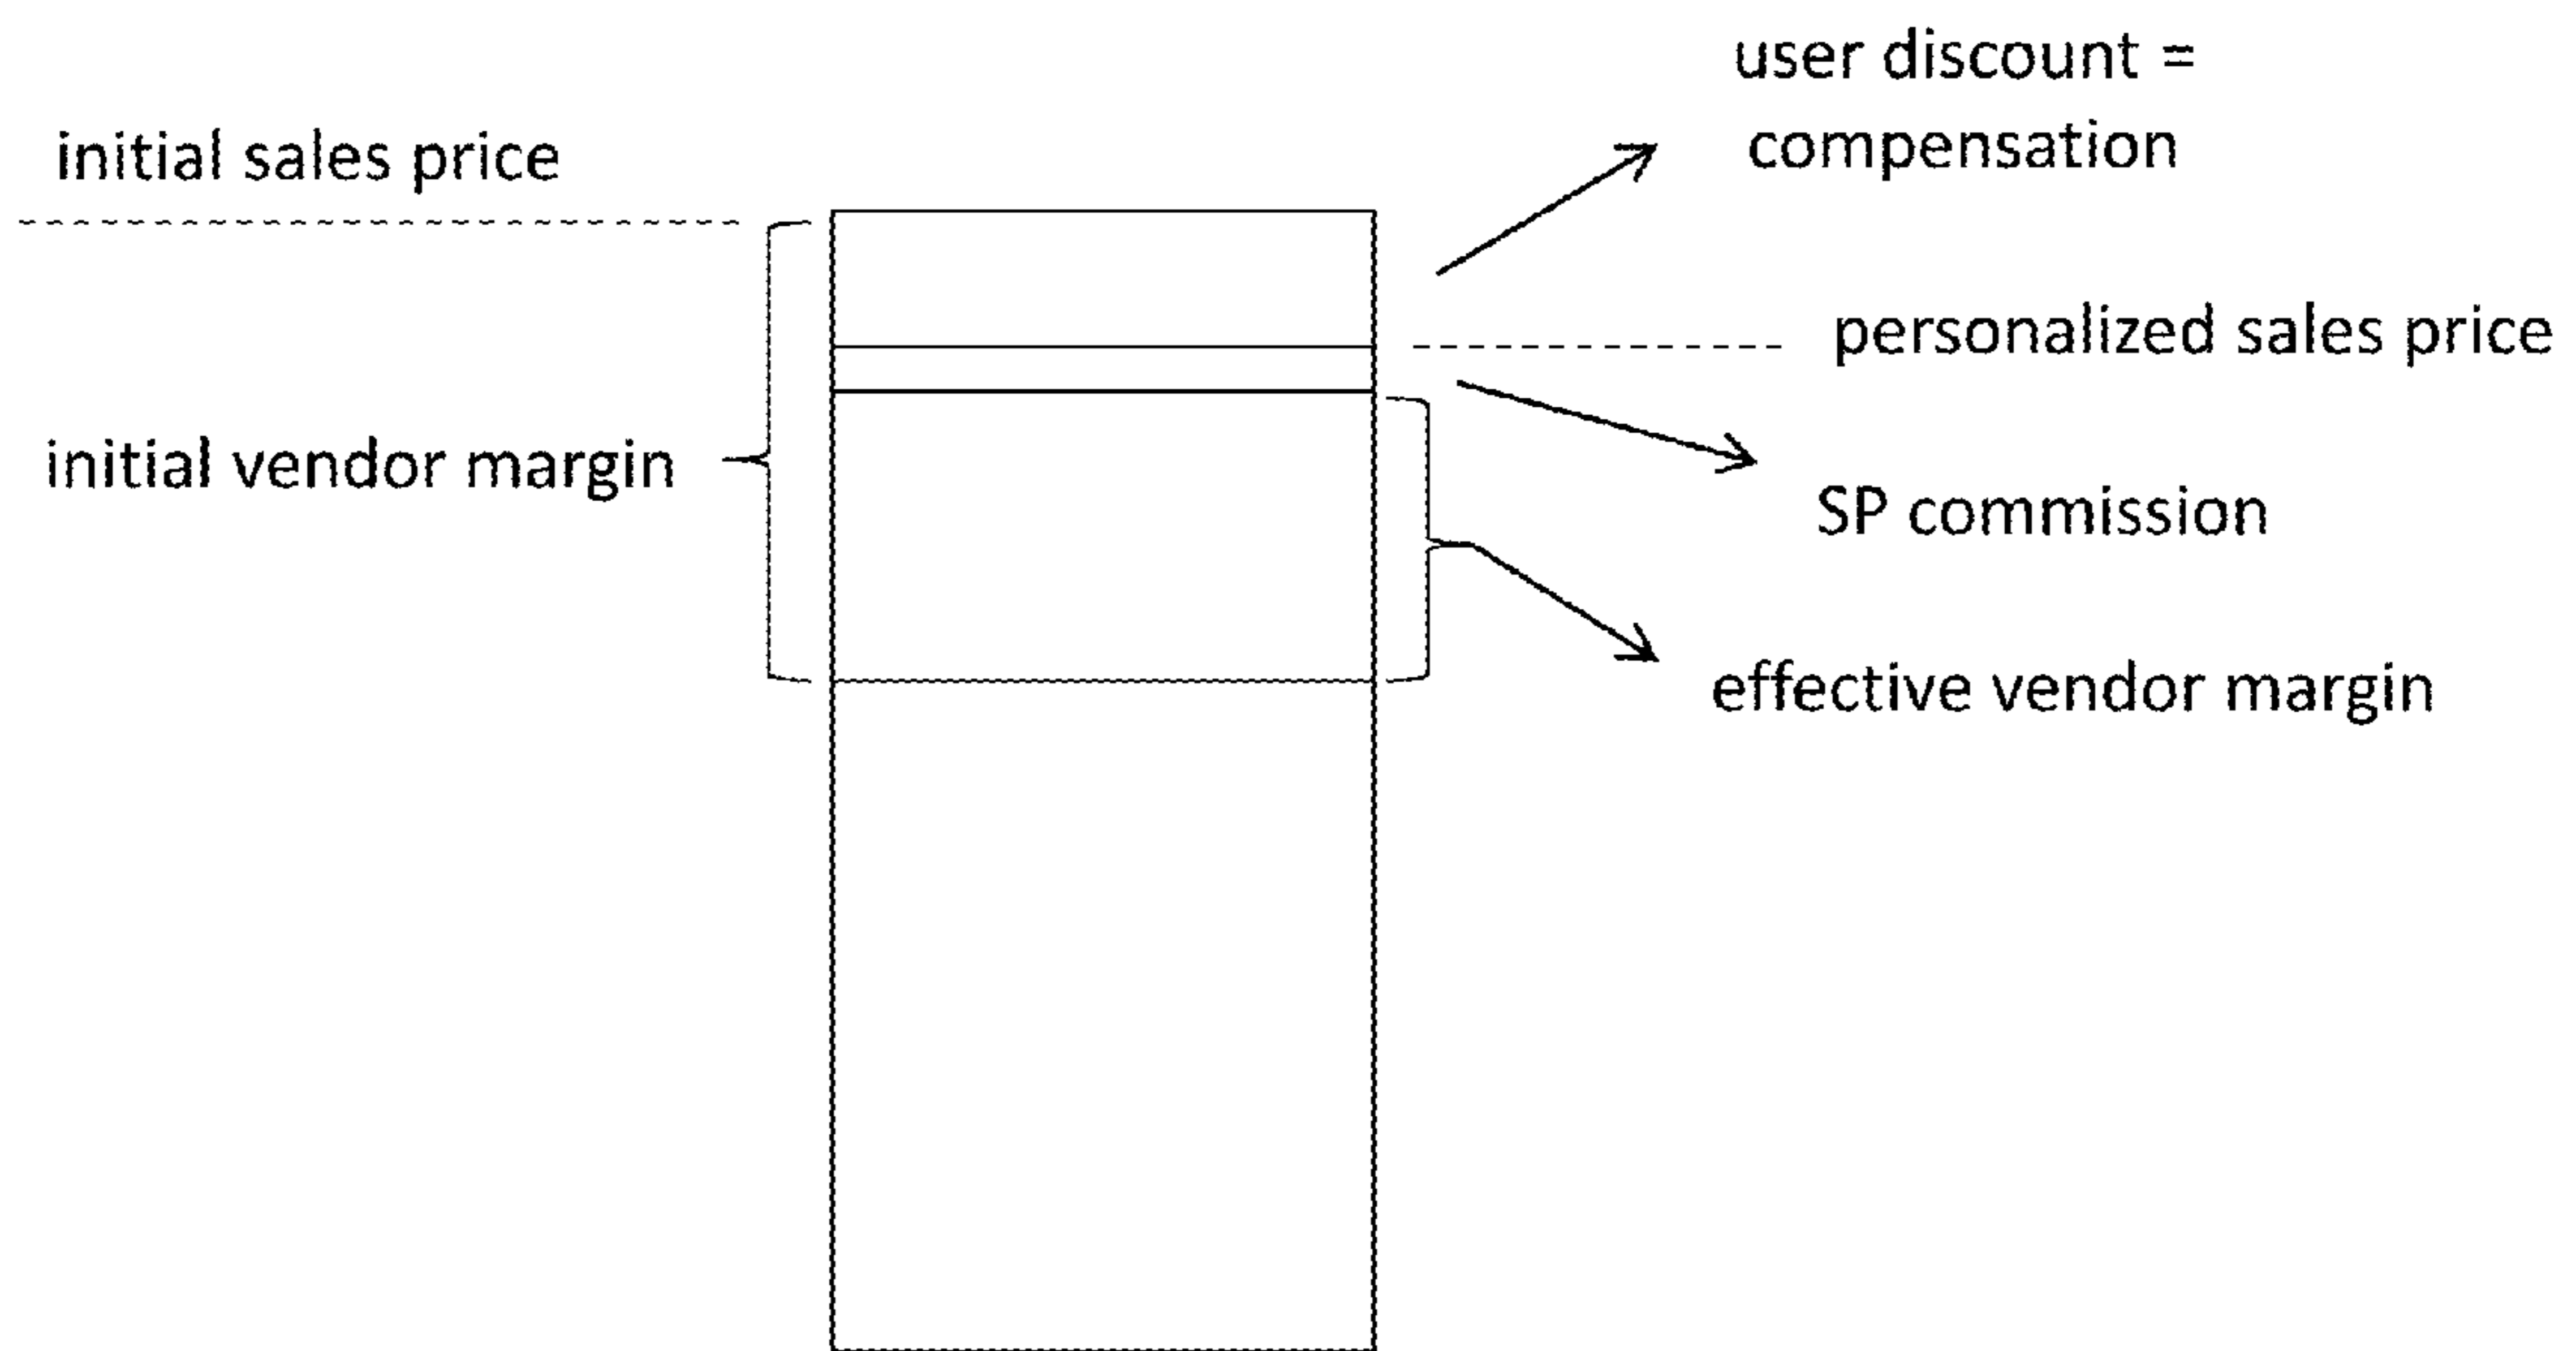 user discount =
compensation
initial sales price
personalized sales price
initial vendor margin
SP commission
effective vendor margin